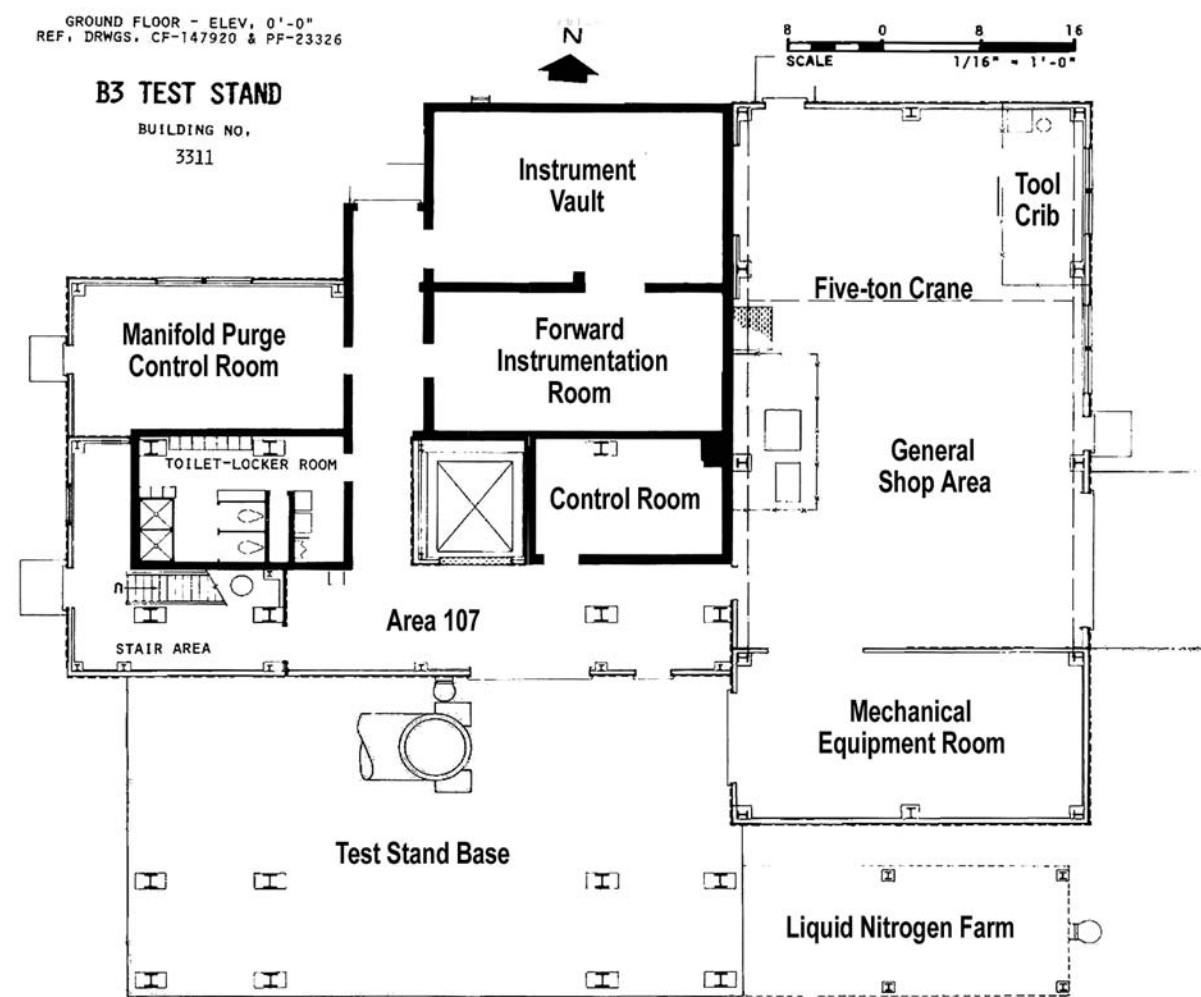 GROUND FLOOR - ELEV. 0'-0"
REF. DRWGS. CF-147920 & PF-23326
B3 TEST STAND
BUILDING NO.
3311
N
8 0 8 16
SCALE 1/16" = 1'-0"
Instrument
Vault
Tool
Crib
Five-ton Crane
Manifold Purge
Control Room
Forward
Instrumentation
Room
General
Shop Area
TOILET-LOCKER ROOM
Control Room
Area 107
STAIR AREA
Mechanical
Equipment Room
Test Stand Base
Liquid Nitrogen Farm